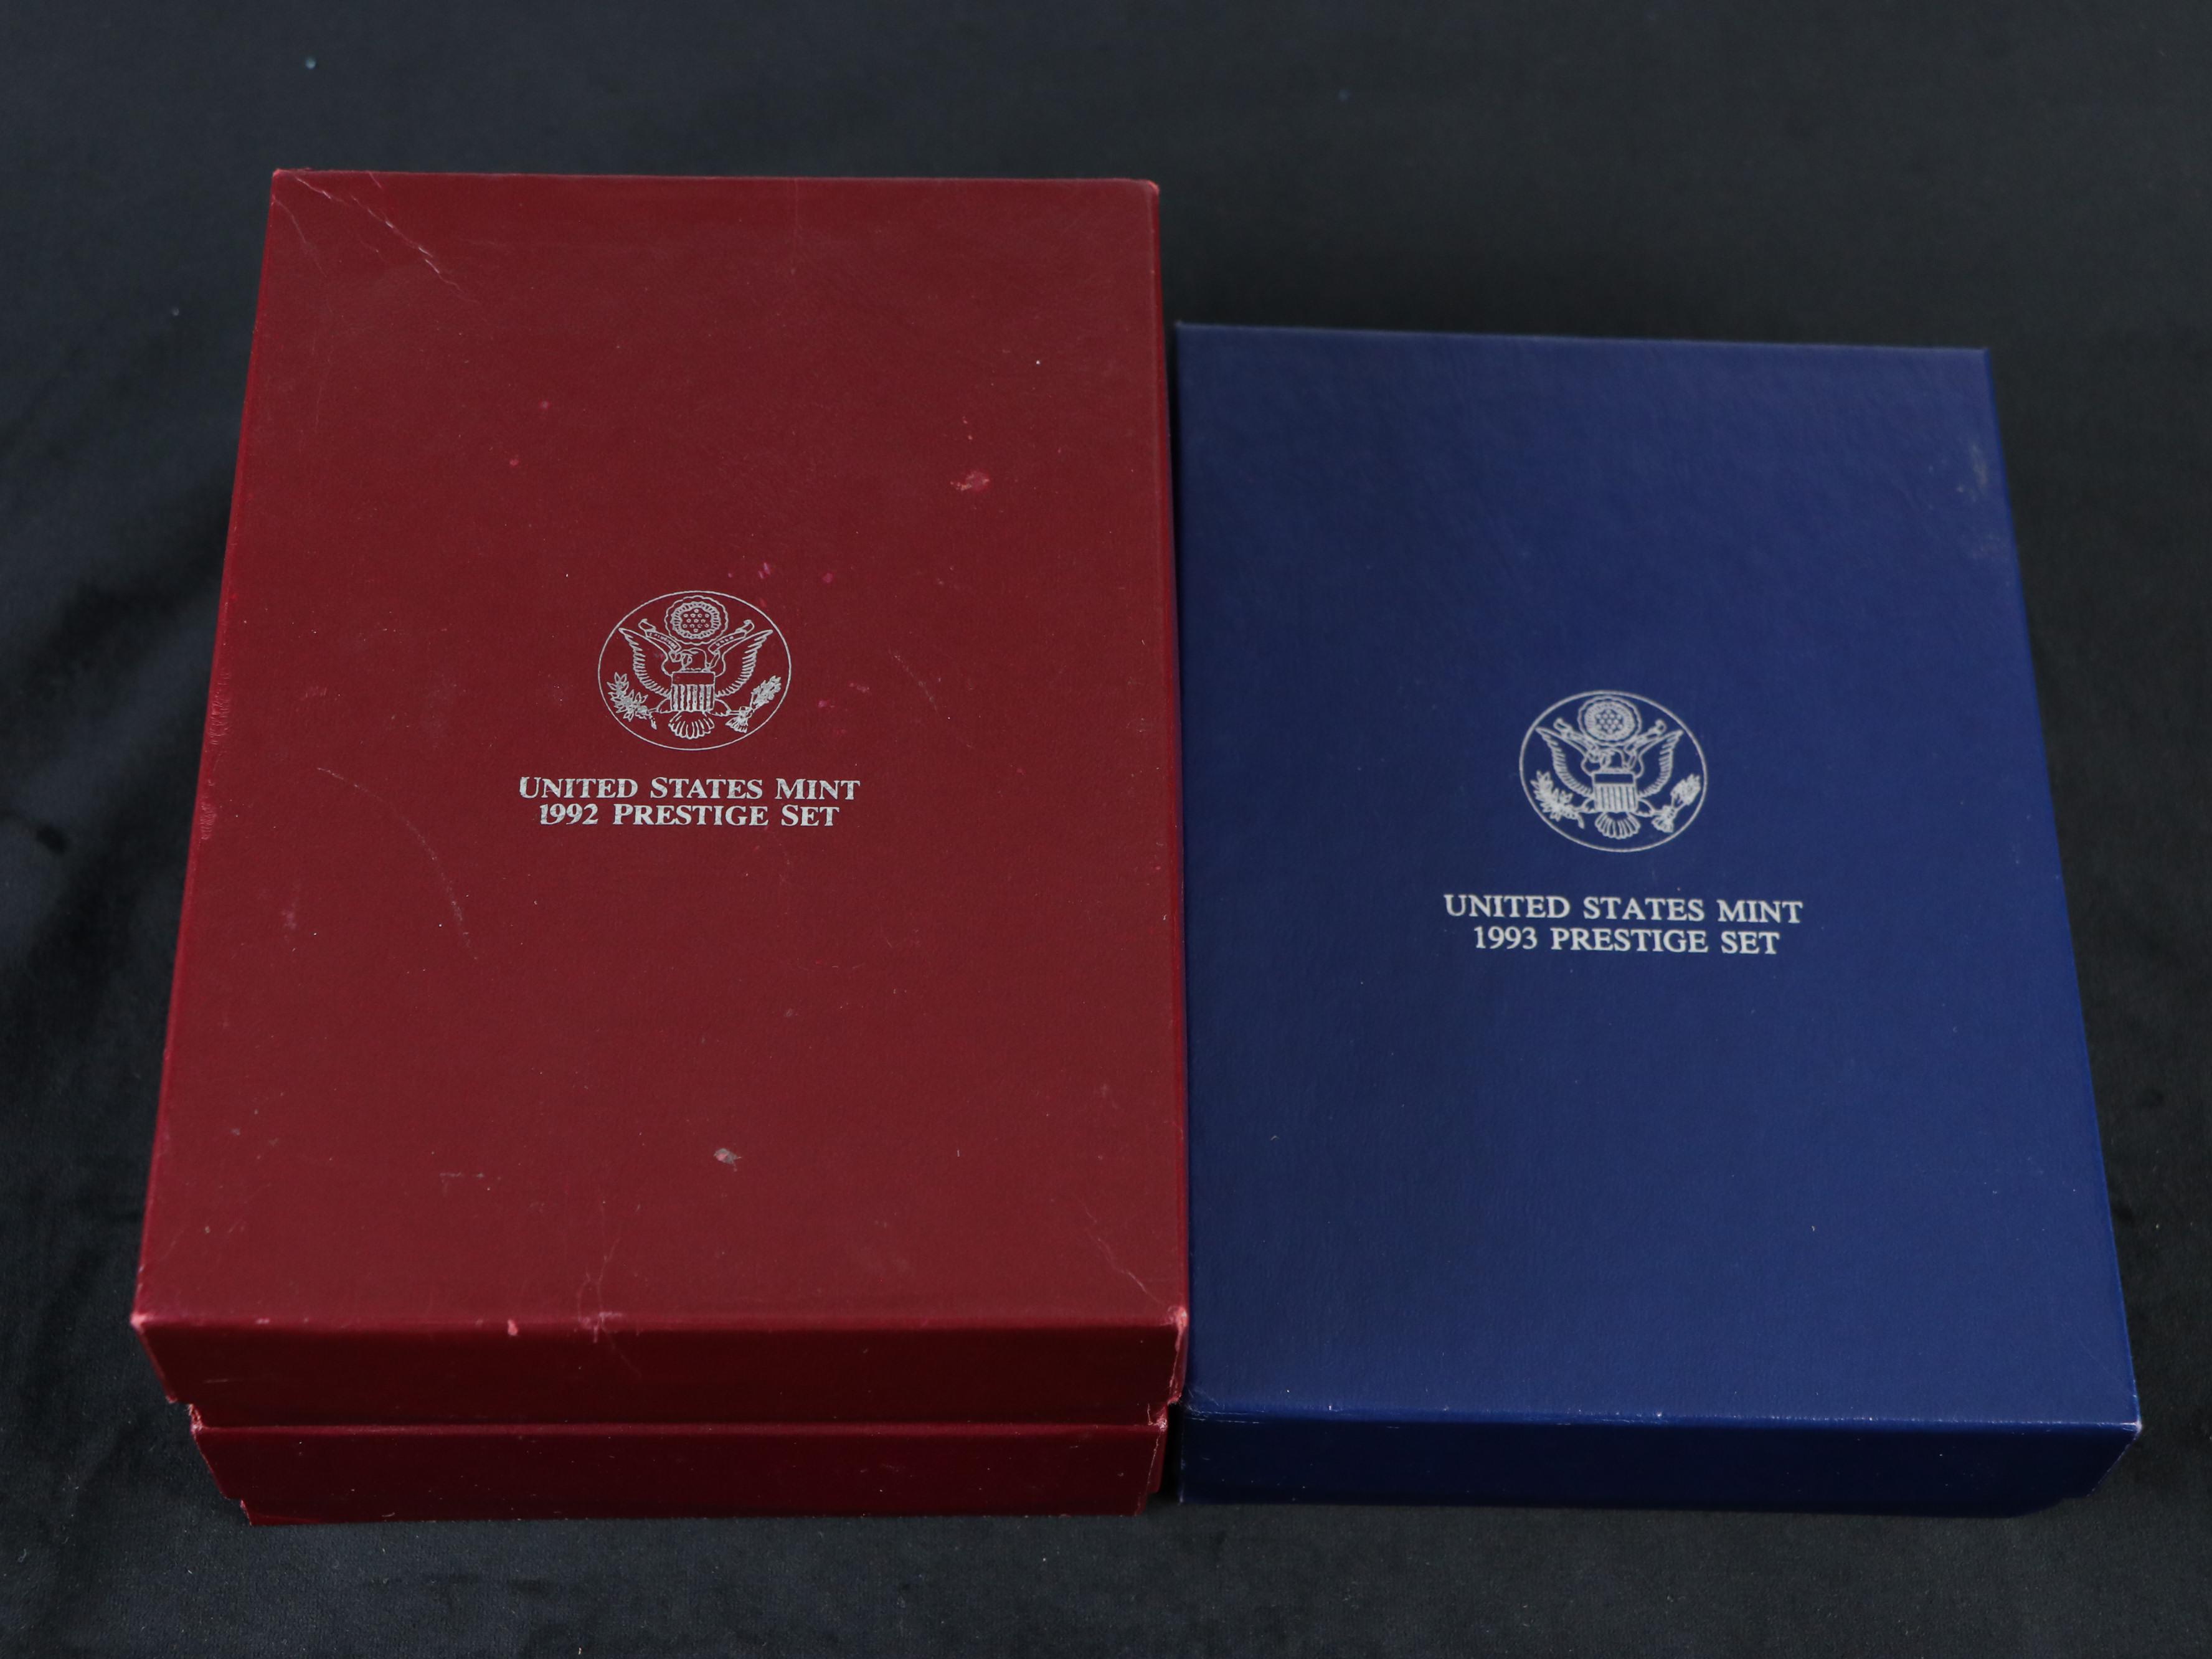 UNITED STATES MINT
1992 PRESTIGE SET
UNITED STATES MINT
1993 PRESTIGE SET